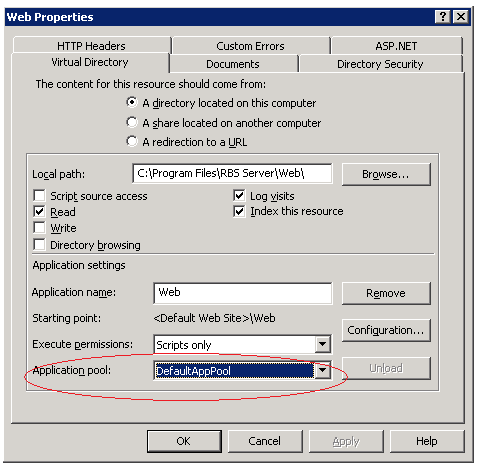 Web Properties
HTTP Headers Custom Errors ASP.NET
Virtual Directory Documents Directory Security
The content for this resource should come from:
A directory located on this computer
A share located on another computer
A redirection to a URL
Local path: C:\Program Files\RBS Server\Web\ Browse...
Script source access Log visits
Read Index this resource
Write
Directory browsing
Application settings
Application name: Web Remove
Starting point: <Default Web Site>\Web
Execute permissions: Scripts only Configuration...
Application pool: DefaultAppPool Unload
OK Cancel Apply Help